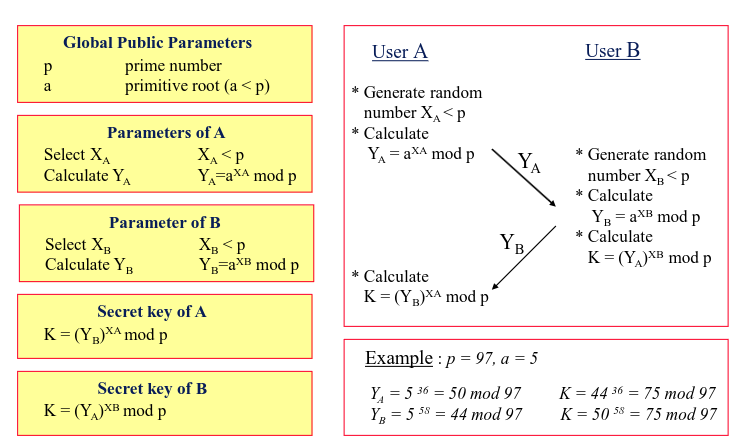 Global Public Parameters
p prime number
a primitive root (a < p)
Parameters of A
Select X_A X_A < p
Calculate Y_A Y_A=a^XA mod p
Parameter of B
Select X_B X_B < p
Calculate Y_B Y_B=a^XB mod p
Secret key of A
K = (Y_B)^XA mod p
Secret key of B
K = (Y_A)^XB mod p
User A
* Generate random
number X_A < p
* Calculate
Y_A = a^XA mod p
Y_A
User B
* Generate random
number X_B < p
* Calculate
Y_B = a^XB mod p
* Calculate
K = (Y_A)^XB mod p
Y_B
* Calculate
K = (Y_B)^XA mod p
Example : p = 97, a = 5
Y_A = 5^36 = 50 mod 97 K = 44^36 = 75 mod 97
Y_B = 5^58 = 44 mod 97 K = 50^58 = 75 mod 97